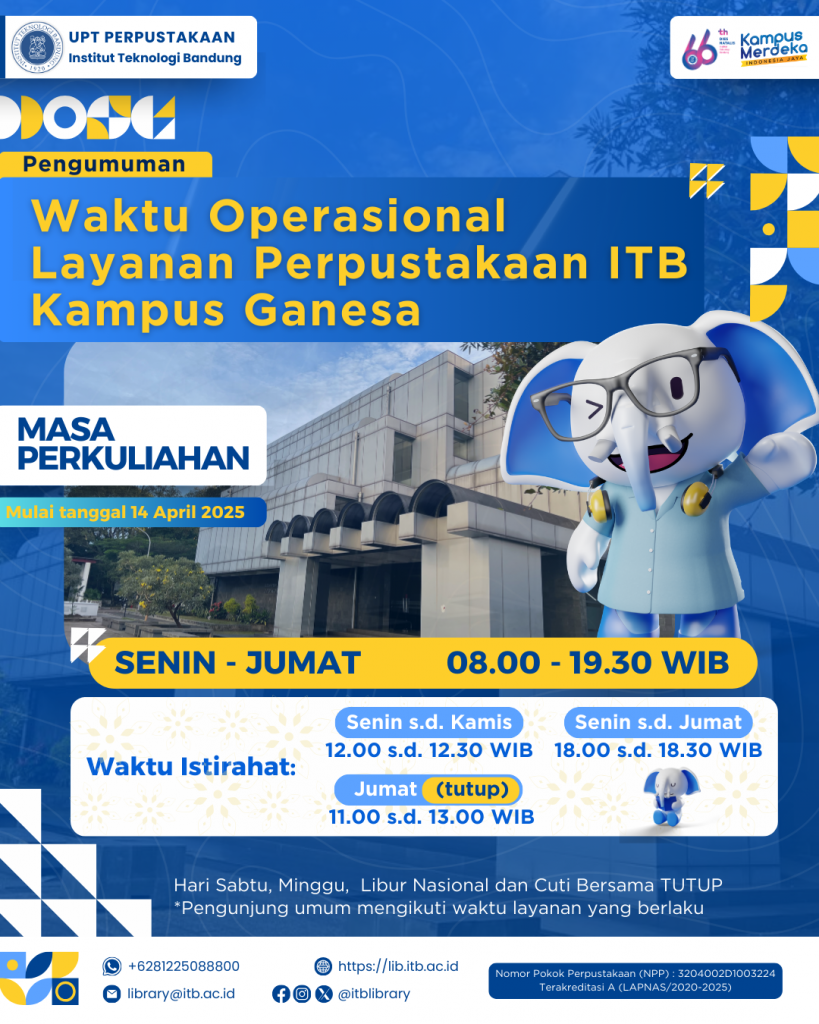 UPT PERPUSTAKAAN
Institut Teknologi Bandung
66th
Kampus
Merdeka
INDONESIA JAYA
Pengumuman
Waktu Operasional
Layanan Perpustakaan ITB
Kampus Ganesa
MASA
PERKULIAHAN
Mulai tanggal 14 April 2025
SENIN - JUMAT 08.00 - 19.30 WIB
Waktu Istirahat:
Senin s.d. Kamis
12.00 s.d. 12.30 WIB
Senin s.d. Jumat
18.00 s.d. 18.30 WIB
Jumat (tutup)
11.00 s.d. 13.00 WIB
Hari Sabtu, Minggu, Libur Nasional dan Cuti Bersama TUTUP
*Pengunjung umum mengikuti waktu layanan yang berlaku
+6281225088800
https://lib.itb.ac.id
library@itb.ac.id
@itblibrary
Nomor Pokok Perpustakaan (NPP) : 3204002D1003224
Terakreditasi A (LAPNAS/2020-2025)